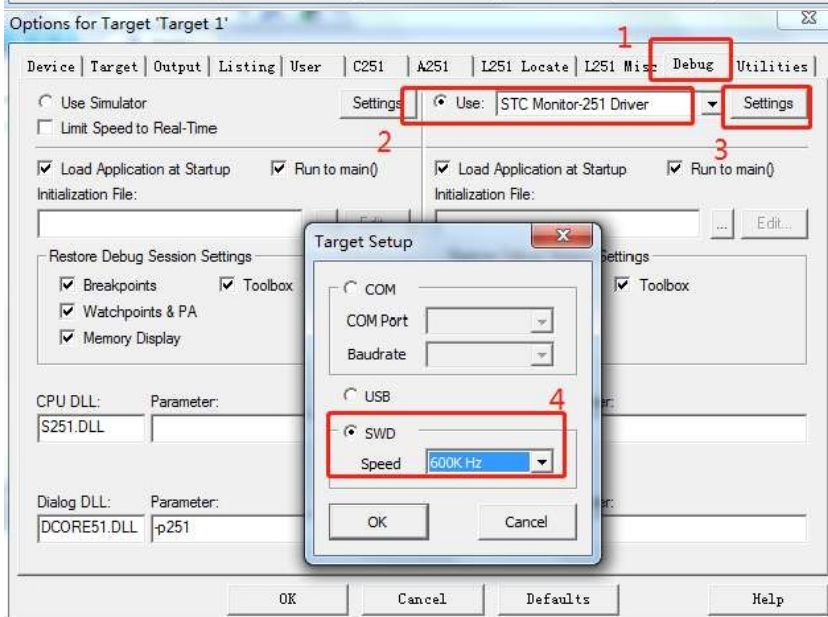 Options for Target 'Target 1'
1
Device Target Output Listing User C251 A251 L251 Locate L251 Misc Debug Utilities
Use Simulator Settings Use: STC Monitor-251 Driver Settings
Limit Speed to Real-Time
2 3
Load Application at Startup Run to main() Load Application at Startup Run to main()
Initialization File: Initialization File:
... Edit...
Target Setup
Restore Debug Session Settings ettings
Breakpoints Toolbox Toolbox
Watchpoints & PA
Memory Display
COM
COM Port
Baudrate
USB
4
CPU DLL: Parameter:
S251.DLL
SWD
Speed 600K Hz
Dialog DLL: Parameter:
DCORE51.DLL -p251
OK Cancel
OK Cancel Defaults Help